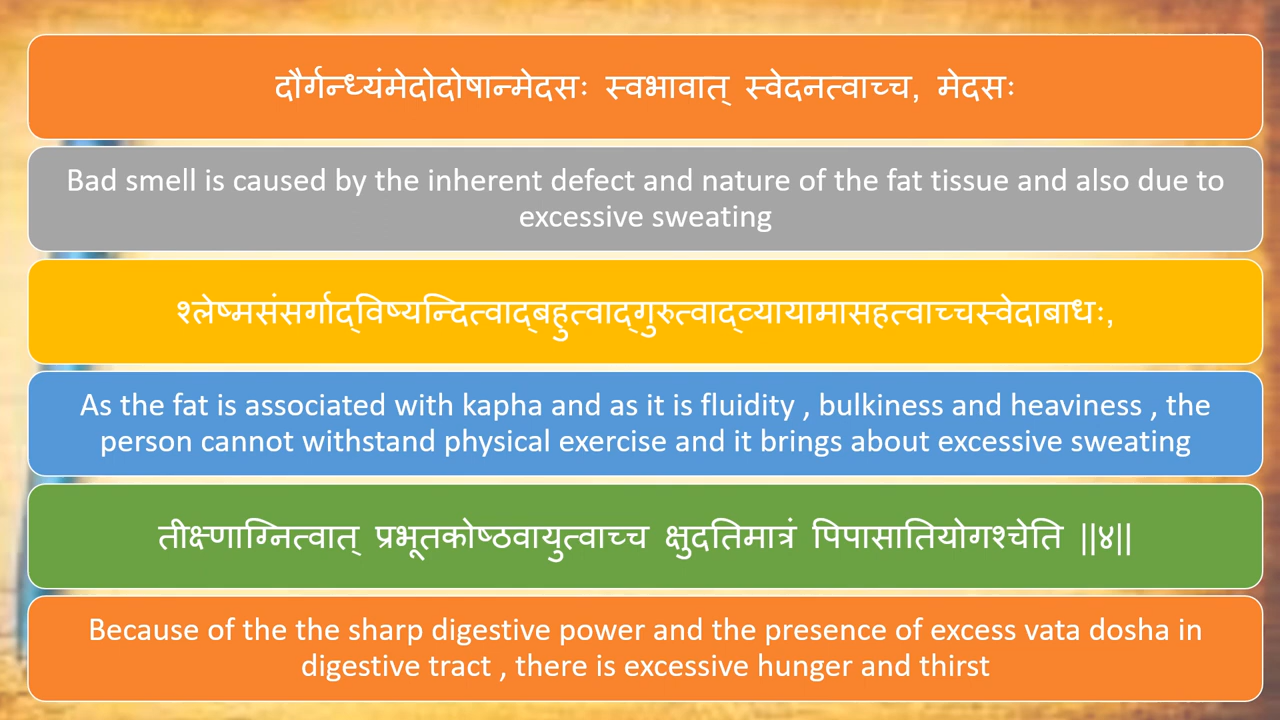 दौर्गन्ध्यंमेदोदोषान्मेदसः स्वभावात् स्वेदनत्वाच्च, मेदसः
Bad smell is caused by the inherent defect and nature of the fat tissue and also due to
excessive sweating
श्लेष्मसंसर्गाद्विष्यन्दित्वाद्बहुत्वाद्गुरुत्वाद्व्यायामासहत्वाच्चस्वेदाबाधः,
As the fat is associated with kapha and as it is fluidity , bulkiness and heaviness , the
person cannot withstand physical exercise and it brings about excessive sweating
तीक्ष्णाग्नित्वात् प्रभूतकोष्ठवायुत्वाच्च क्षुदतिमात्रं पिपासातियोगश्चेति ||४||
Because of the the sharp digestive power and the presence of excess vata dosha in
digestive tract , there is excessive hunger and thirst